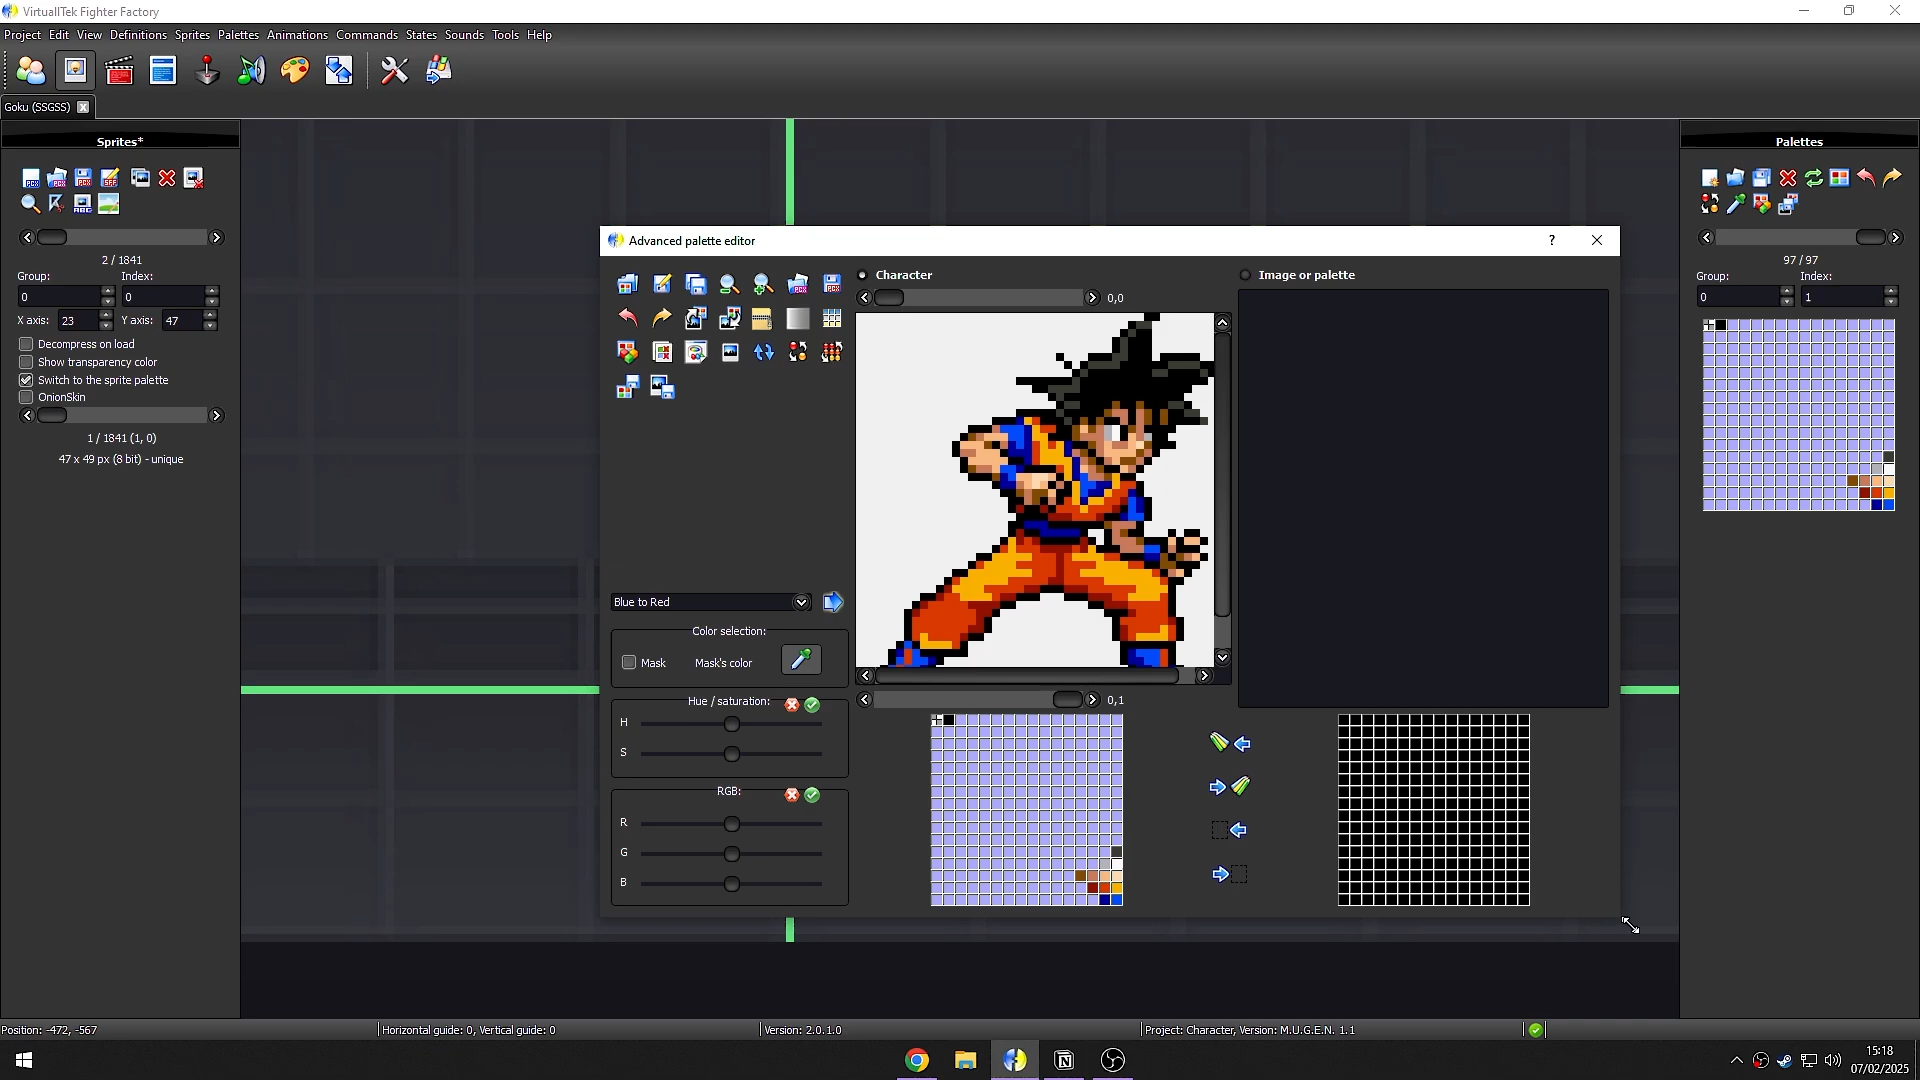 VirtuallTek Fighter Factory
Project Edit View Definitions Sprites Palettes Animations Commands States Sounds Tools Help
Goku (SSGSS)
Sprites*
2 / 1841
Group: Index:
0 0
X axis: 23 Y axis: 47
Decompress on load
Show transparency color
Switch to the sprite palette
OnionSkin
1 / 1841 (1, 0)
47 x 49 px (8 bit) - unique
Advanced palette editor
?
Character
0,0
Image or palette
Blue to Red
Color selection:
Mask Mask's color
Hue / saturation:
H
S
RGB:
R
G
B
0,1
Palettes
97 / 97
Group: Index:
0 1
Position: -472, -567
Horizontal guide: 0, Vertical guide: 0
Version: 2.0.1.0
Project: Character, Version: M.U.G.E.N. 1.1
15:18
07/02/2025